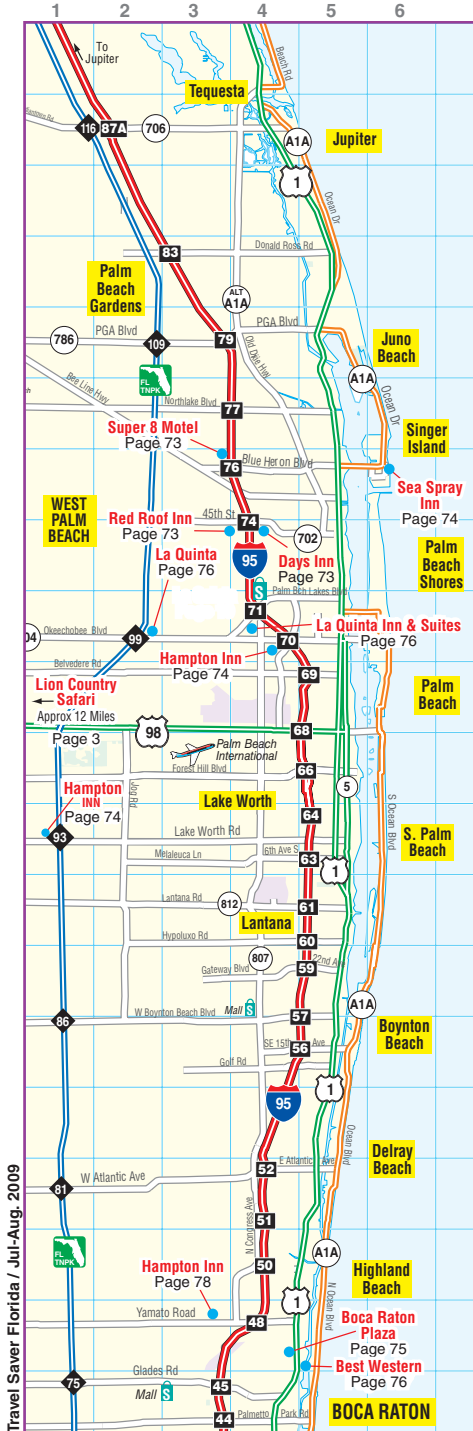 1 2 3 4 5 6
To
Jupiter
Beach Rd
Tequesta
116
87A
706
A1A
Jupiter
1
Ocean Dr
83
Donald Ross Rd
Palm
Beach
Gardens
ALT
A1A
786
PGA Blvd
109
79
PGA Blvd
Old Dixie Hwy
Juno
Beach
A1A
FL
TNPK
Bee Line Hwy
Northlake Blvd
77
Ocean Dr
Super 8 Motel
Page 73
76
Blue Heron Blvd
Singer
Island
Sea Spray
Inn
Page 74
WEST
PALM
BEACH
45th St
74
702
Red Roof Inn
Page 73
95
Days Inn
Page 73
Palm
Beach
Shores
La Quinta
Page 76
Palm Bch Lakes Blvd
S
71
04
Okeechobee Blvd
99
70
La Quinta Inn & Suites
Page 76
Hampton Inn
Page 74
Belvedere Rd
69
Lion Country
Safari
Approx 12 Miles
Page 3
Palm
Beach
98
68
Palm Beach
International
Forest Hill Blvd
66
Jog Rd
5
Hampton
INN
Page 74
Lake Worth
64
S Ocean Blvd
93
Lake Worth Rd
S. Palm
Beach
Melaleuca Ln
6th Ave S
63
1
Lantana Rd
812
61
Lantana
Hypoluxo Rd
60
807
22nd Ave
Gateway Blvd
59
A1A
Mall S
W Boynton Beach Blvd
57
86
Boynton
Beach
SE 15th Ave
56
Golf Rd
95
1
Ocean Blvd
Delray
Beach
E Atlantic Ave
52
W Atlantic Ave
81
N Congress Ave
51
FL
TNPK
50
A1A
Hampton Inn
Page 78
Highland
Beach
1
N Ocean Blvd
Yamato Road
48
Boca Raton
Plaza
Page 75
Best Western
Page 76
Glades Rd
75
Mall S
45
BOCA RATON
Palmetto Park Rd
44
Travel Saver Florida / Jul-Aug. 2009